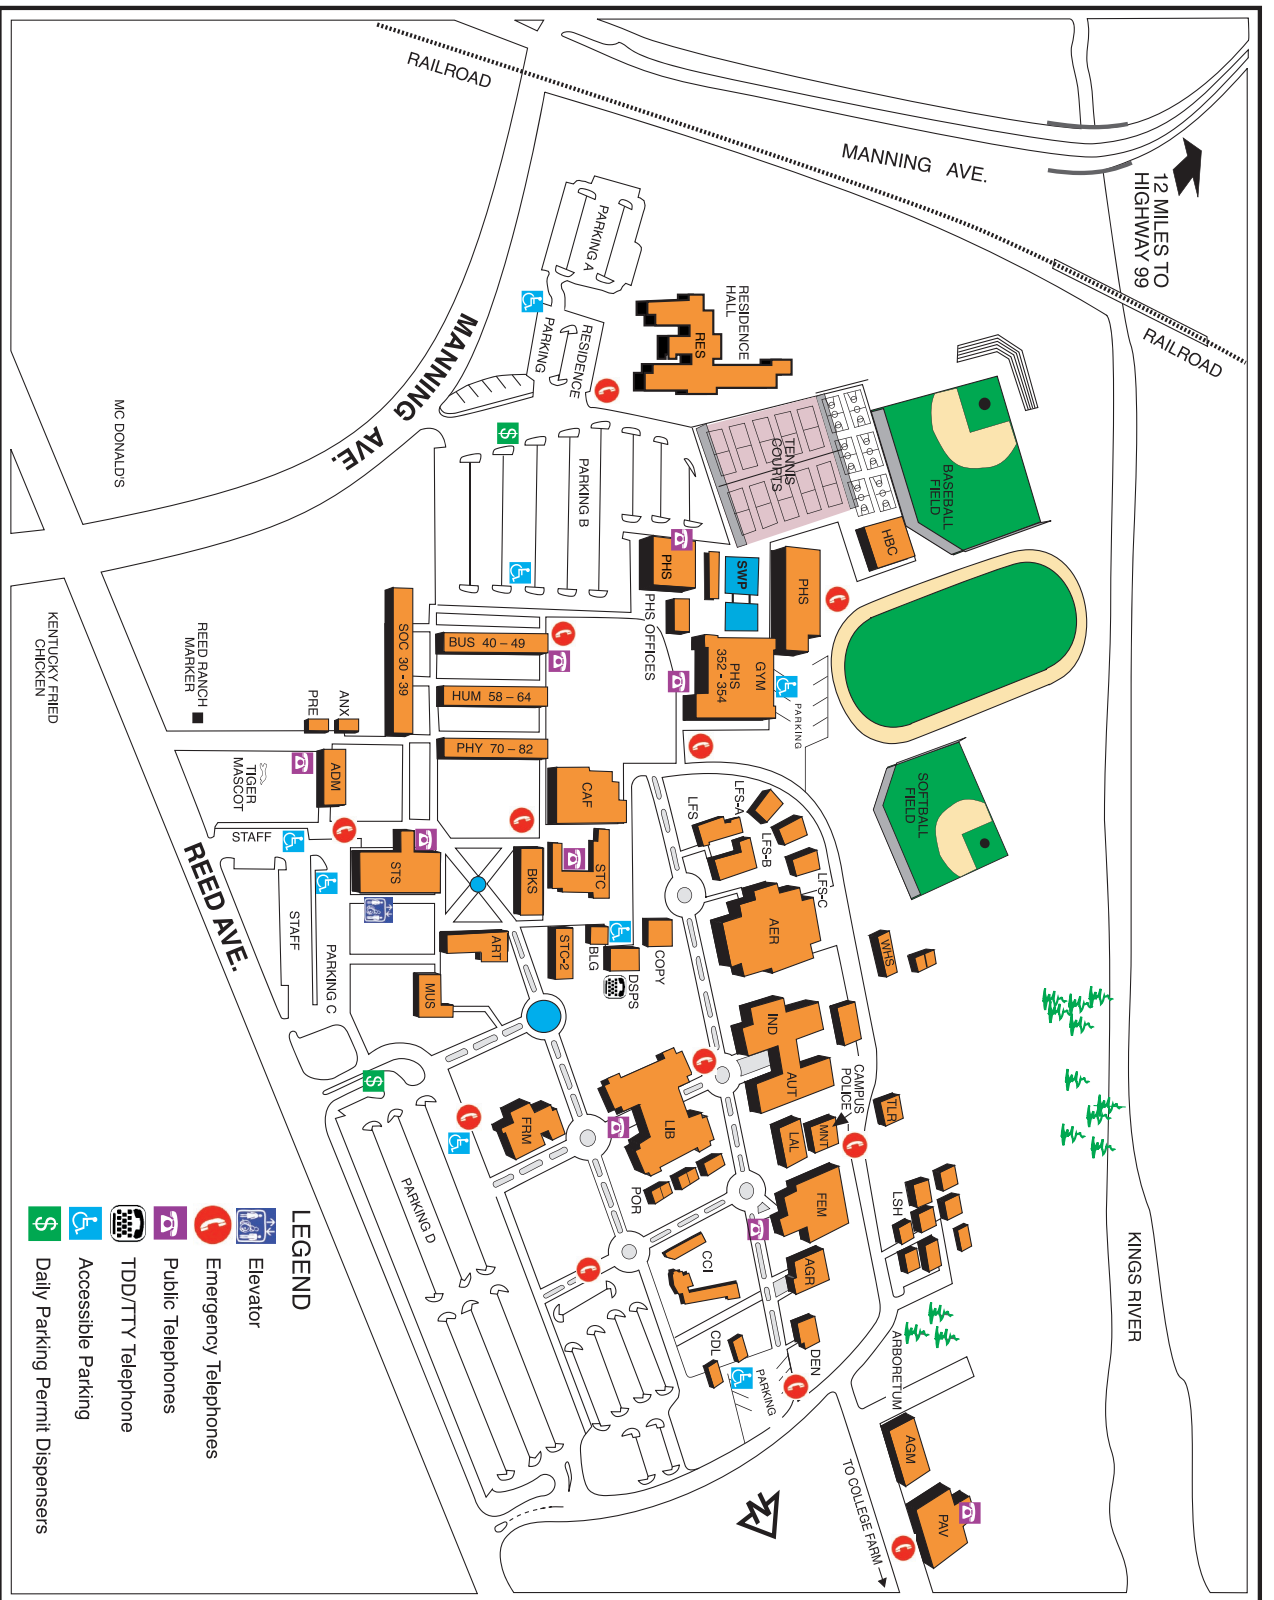 RAILROAD
MANNING AVE.
12 MILES TO
HIGHWAY 99
RAILROAD
KINGS RIVER
PARKING A
RESIDENCE
PARKING
RESIDENCE
HALL
RES
TENNIS
COURTS
BASEBALL
FIELD
HBC
MANNING AVE.
MC DONALD'S
KENTUCKY FRIED
CHICKEN
$
PARKING B
PHS
SWP
PHS
PHS OFFICES
GYM
PHS
352 - 354
PARKING
SOFTBALL
FIELD
SOC 30 - 39
BUS 40 – 49
HUM 58 – 64
PHY 70 – 82
REED RANCH
MARKER
PRE
ANX
ADM
TIGER
MASCOT
STAFF
STAFF
REED AVE.
CAF
STC
BKS
STS
LFS
LFS-A
LFS-B
LFS-C
AER
WHS
ART
MUS
STC-2
BLG
DSPS
COPY
PARKING C
IND
AUT
CAMPUS
POLICE
TLR
MNT
LAL
LIB
FRM
POR
FEM
LSH
$
PARKING D
CCI
AGR
CDL
DEN
PARKING
ARBORETUM
AGM
PAV
TO COLLEGE FARM
N
LEGEND
Elevator
Emergency Telephones
Public Telephones
TDD/TTY Telephone
Accessible Parking
$ Daily Parking Permit Dispensers